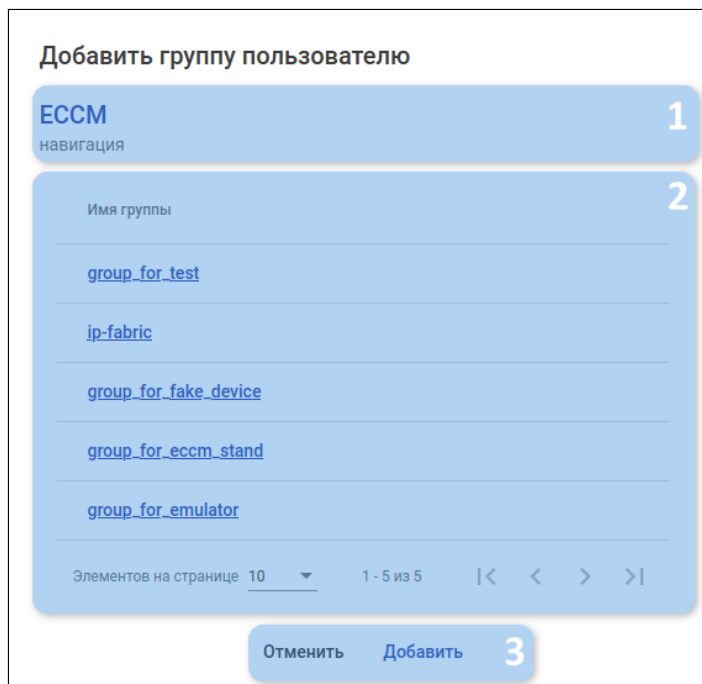 Добавить группу пользователю
ECCM
1
навигация
2
Имя группы
group_for_test
ip-fabric
group_for_fake_device
group_for_eccm_stand
group_for_emulator
Элементов на странице 10 1 - 5 из 5
Отменить Добавить 3